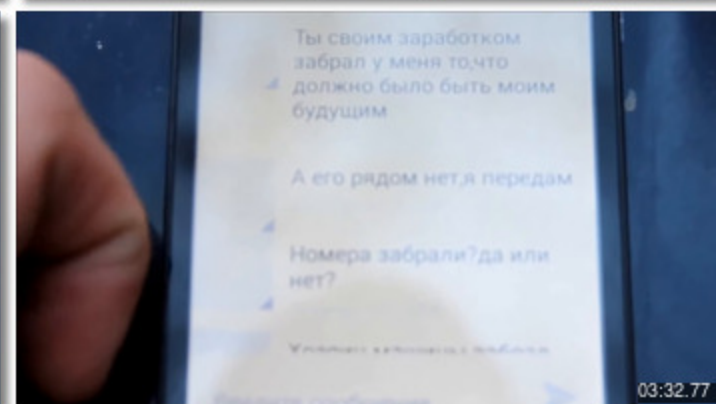 Ты своим заработком
забрал у меня то,что
должно было быть моим
будущим
А его рядом нет,я передам
Номера забрали?да или
нет?
03:32.77